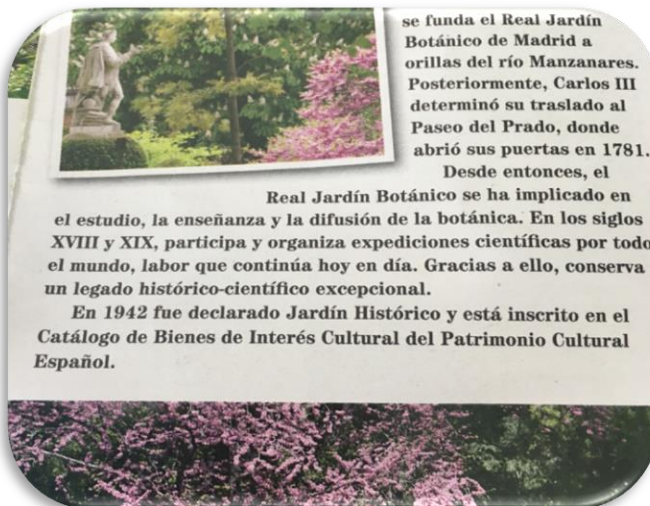 se funda el Real Jardín
Botánico de Madrid a
orillas del río Manzanares.
Posteriormente, Carlos III
determinó su traslado al
Paseo del Prado, donde
abrió sus puertas en 1781.
Desde entonces, el
Real Jardín Botánico se ha implicado en
el estudio, la enseñanza y la difusión de la botánica. En los siglos
XVIII y XIX, participa y organiza expediciones científicas por todo
el mundo, labor que continúa hoy en día. Gracias a ello, conserva
un legado histórico-científico excepcional.
En 1942 fue declarado Jardín Histórico y está inscrito en el
Catálogo de Bienes de Interés Cultural del Patrimonio Cultural
Español.